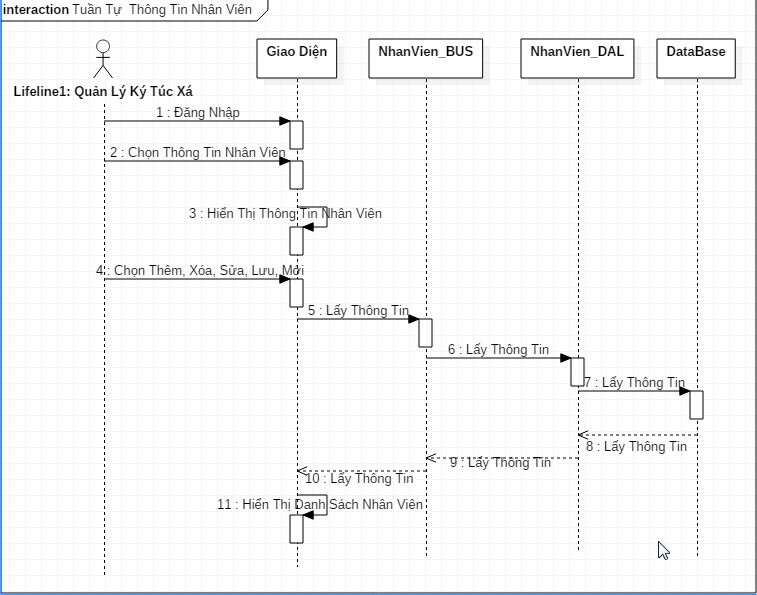 interaction Tuần Tự Thông Tin Nhân Viên
Giao Diện
NhanVien_BUS
NhanVien_DAL
DataBase
Lifeline1: Quản Lý Ký Túc Xá
1 : Đăng Nhập
2 : Chọn Thông Tin Nhân Viên
3 : Hiển Thị Thông Tin Nhân Viên
4 : Chọn Thêm, Xóa, Sửa, Lưu, Mới
5 : Lấy Thông Tin
6 : Lấy Thông Tin
7 : Lấy Thông Tin
8 : Lấy Thông Tin
9 : Lấy Thông Tin
10 : Lấy Thông Tin
11 : Hiển Thị Danh Sách Nhân Viên